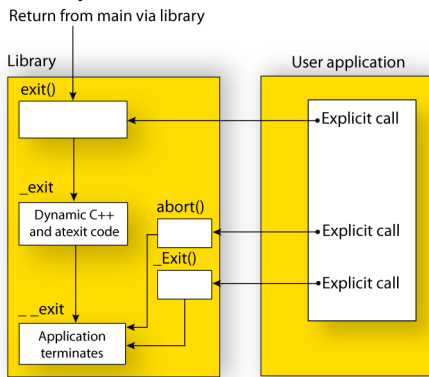 Return from main via library
Library
User application
exit()
Explicit call
_exit
Dynamic C++
and atexit code
abort()
Explicit call
_Exit()
Explicit call
_ _exit
Application
terminates